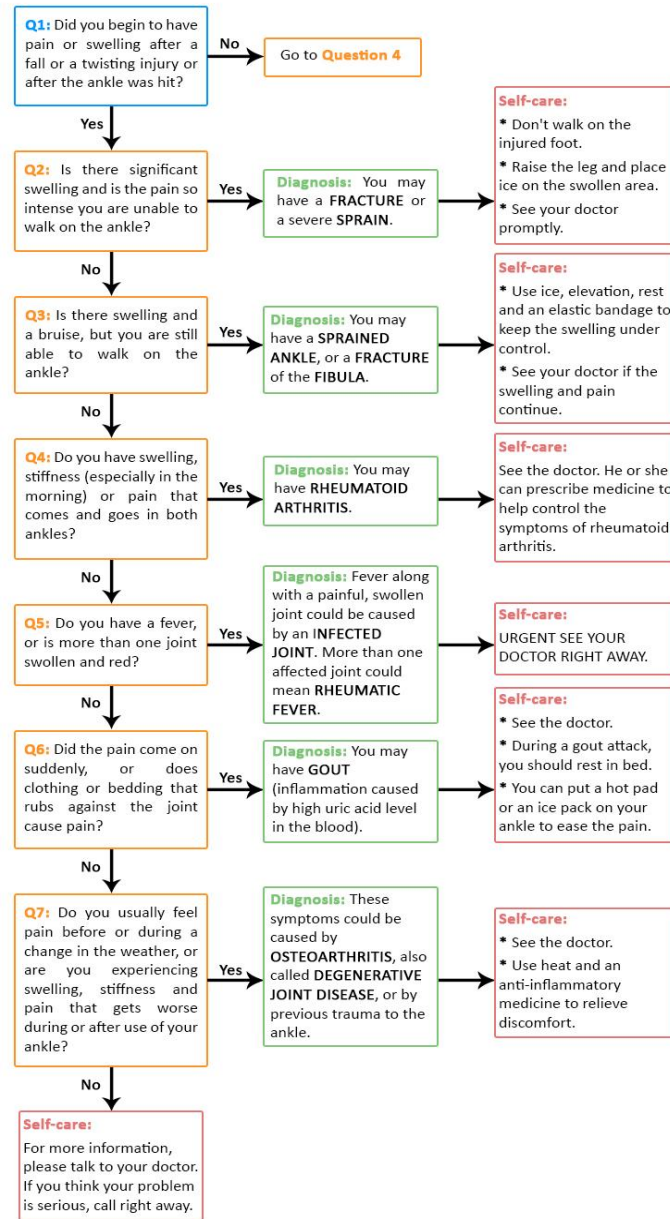 Q1: Did you begin to have
pain or swelling after a
fall or a twisting injury or
after the ankle was hit?
No
Go to Question 4
Yes
Q2: Is there significant
swelling and is the pain so
intense you are unable to
walk on the ankle?
Yes
Diagnosis: You may
have a FRACTURE or
a severe SPRAIN.
Self-care:
* Don't walk on the
injured foot.
* Raise the leg and place
ice on the swollen area.
* See your doctor
promptly.
No
Q3: Is there swelling and
a bruise, but you are still
able to walk on the
ankle?
Yes
Diagnosis: You may
have a SPRAINED
ANKLE, or a FRACTURE
of the FIBULA.
Self-care:
* Use ice, elevation, rest
and an elastic bandage to
keep the swelling under
control.
* See your doctor if the
swelling and pain
continue.
No
Q4: Do you have swelling,
stiffness (especially in the
morning) or pain that
comes and goes in both
ankles?
Yes
Diagnosis: You may
have RHEUMATOID
ARTHRITIS.
Self-care:
See the doctor. He or she
can prescribe medicine to
help control the
symptoms of rheumatoid
arthritis.
No
Q5: Do you have a fever,
or is more than one joint
swollen and red?
Yes
Diagnosis: Fever along
with a painful, swollen
joint could be caused
by an INFECTED
JOINT. More than one
affected joint could
mean RHEUMATIC
FEVER.
Self-care:
URGENT SEE YOUR
DOCTOR RIGHT AWAY.
No
Q6: Did the pain come on
suddenly, or does
clothing or bedding that
rubs against the joint
cause pain?
Yes
Diagnosis: You may
have GOUT
(inflammation caused
by high uric acid level
in the blood).
Self-care:
* See the doctor.
* During a gout attack,
you should rest in bed.
* You can put a hot pad
or an ice pack on your
ankle to ease the pain.
No
Q7: Do you usually feel
pain before or during a
change in the weather, or
are you experiencing
swelling, stiffness and
pain that gets worse
during or after use of your
ankle?
Yes
Diagnosis: These
symptoms could be
caused by
OSTEOARTHRITIS, also
called DEGENERATIVE
JOINT DISEASE, or by
previous trauma to the
ankle.
Self-care:
* See the doctor.
* Use heat and an
anti-inflammatory
medicine to relieve
discomfort.
No
Self-care:
For more information,
please talk to your doctor.
If you think your problem
is serious, call right away.